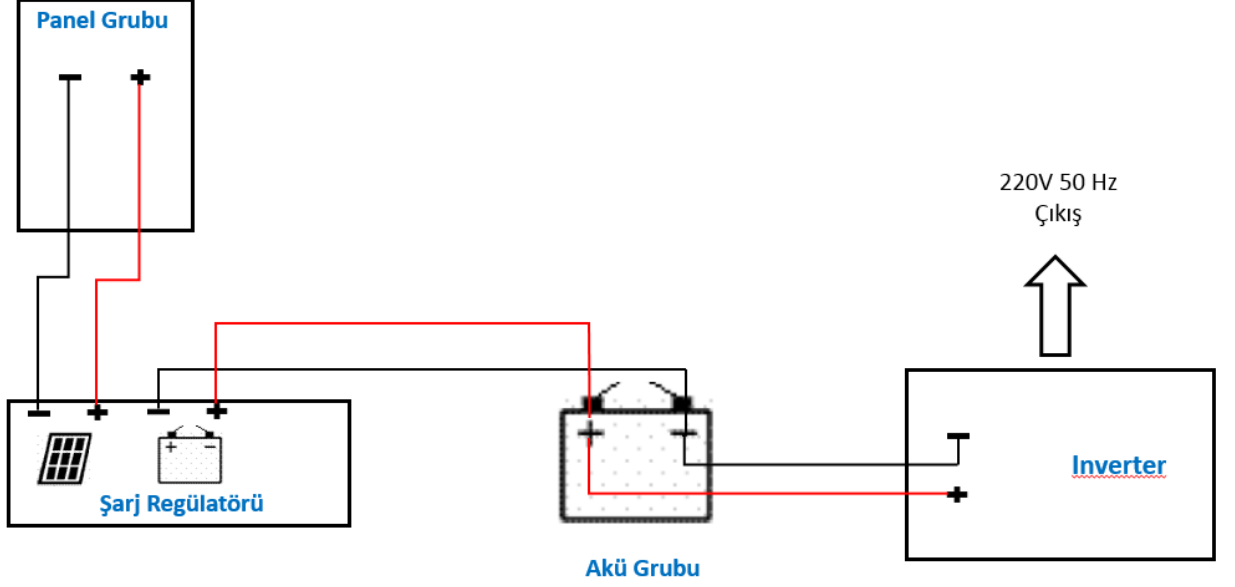 Panel Grubu
220V 50 Hz
Çıkış
Inverter
Şarj Regülatörü
Akü Grubu